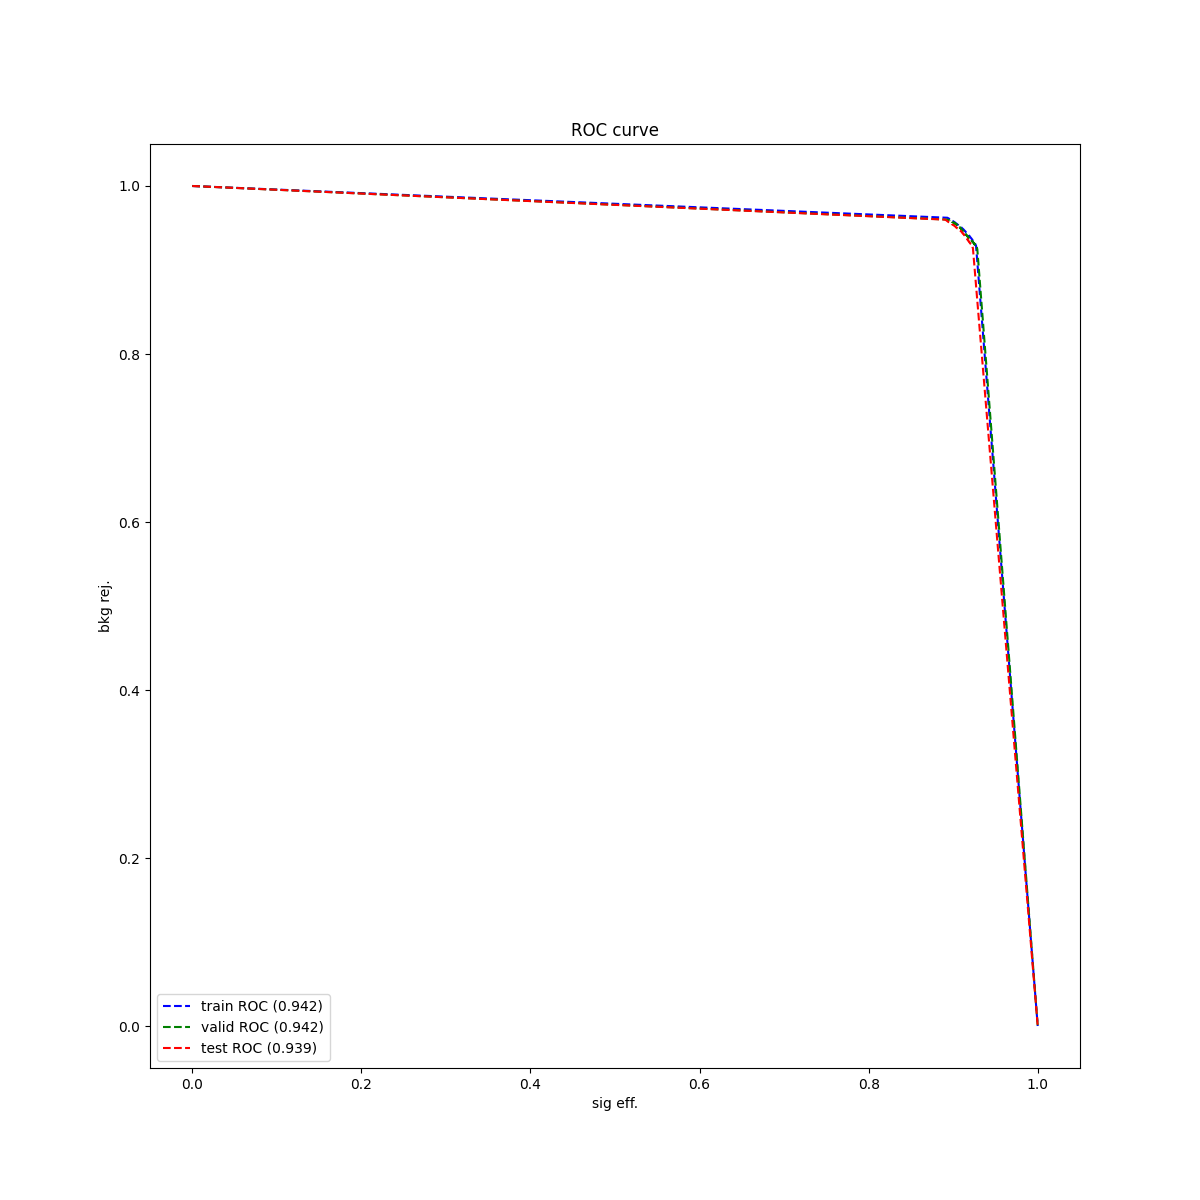 ROC curve
1.0
0.8
0.6
0.4
0.2
0.0
bkg rej.
train ROC (0.942)
valid ROC (0.942)
test ROC (0.939)
0.0 0.2 0.4 0.6 0.8 1.0
sig eff.